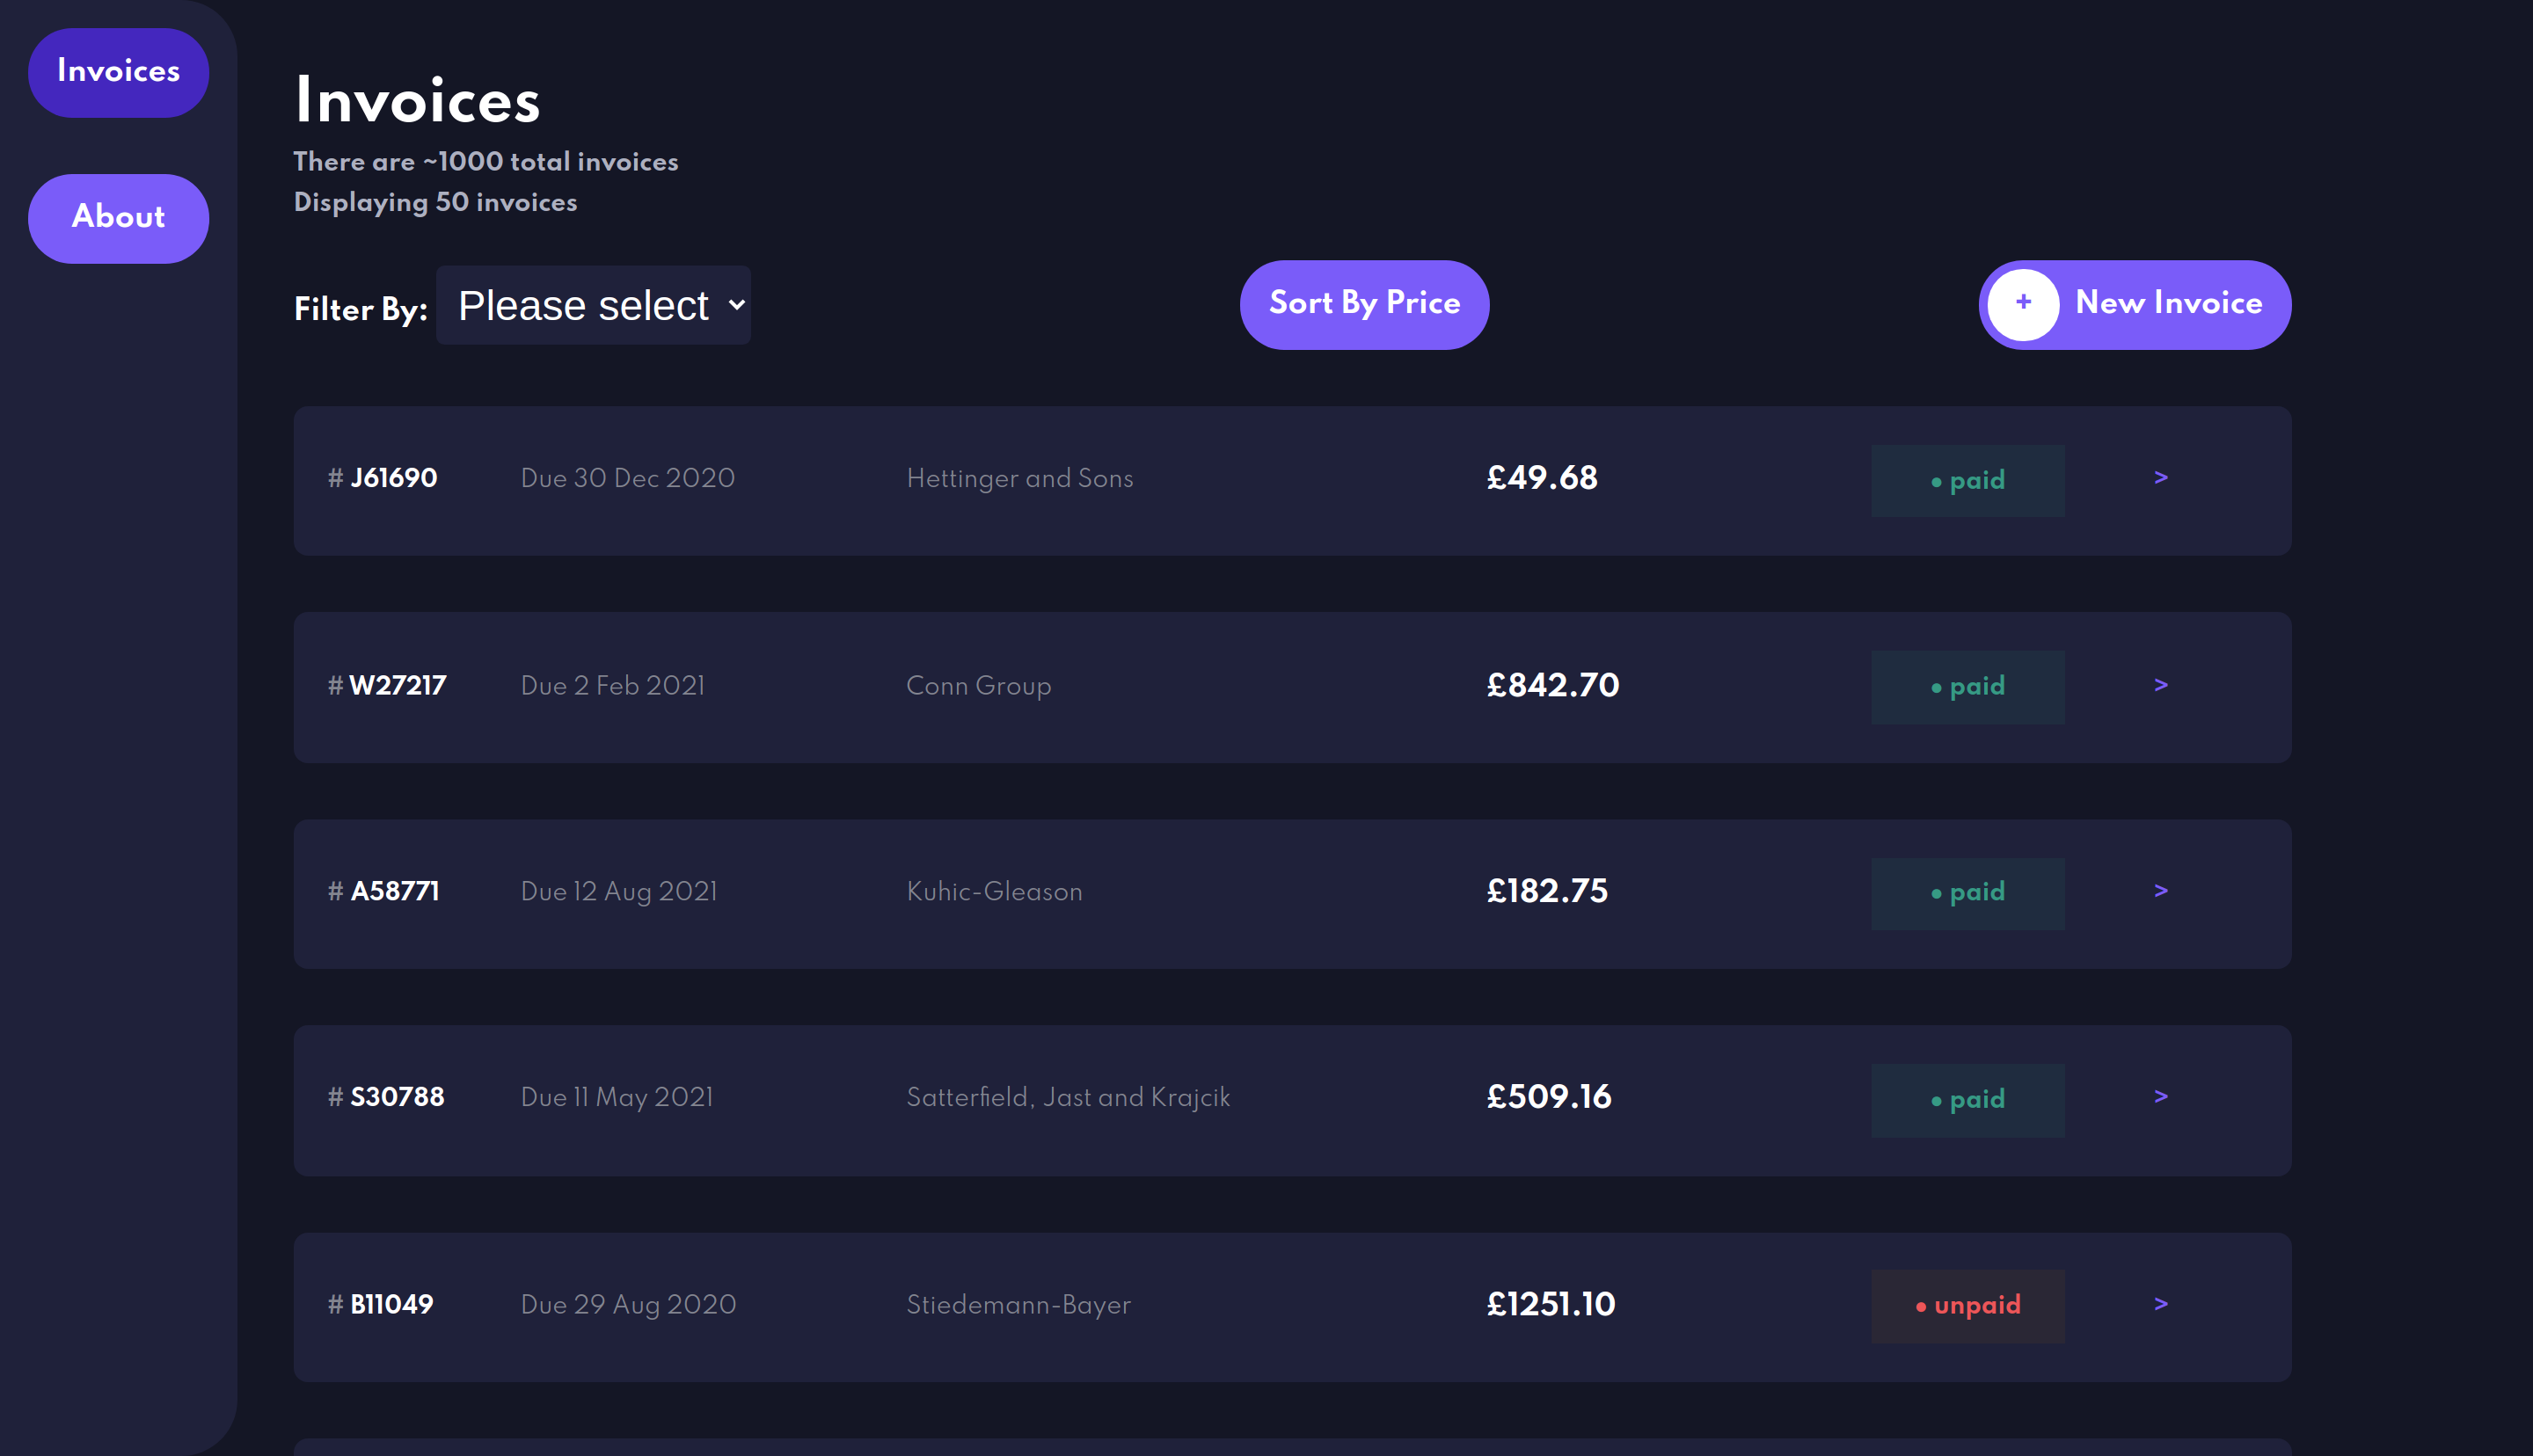 Invoices
About
Invoices
There are ~1000 total invoices
Displaying 50 invoices
Filter By: Please select
Sort By Price
+ New Invoice
# J61690 Due 30 Dec 2020 Hettinger and Sons £49.68 • paid >
# W27217 Due 2 Feb 2021 Conn Group £842.70 • paid >
# A58771 Due 12 Aug 2021 Kuhic-Gleason £182.75 • paid >
# S30788 Due 11 May 2021 Satterfield, Jast and Krajcik £509.16 • paid >
# B11049 Due 29 Aug 2020 Stiedemann-Bayer £1251.10 • unpaid >